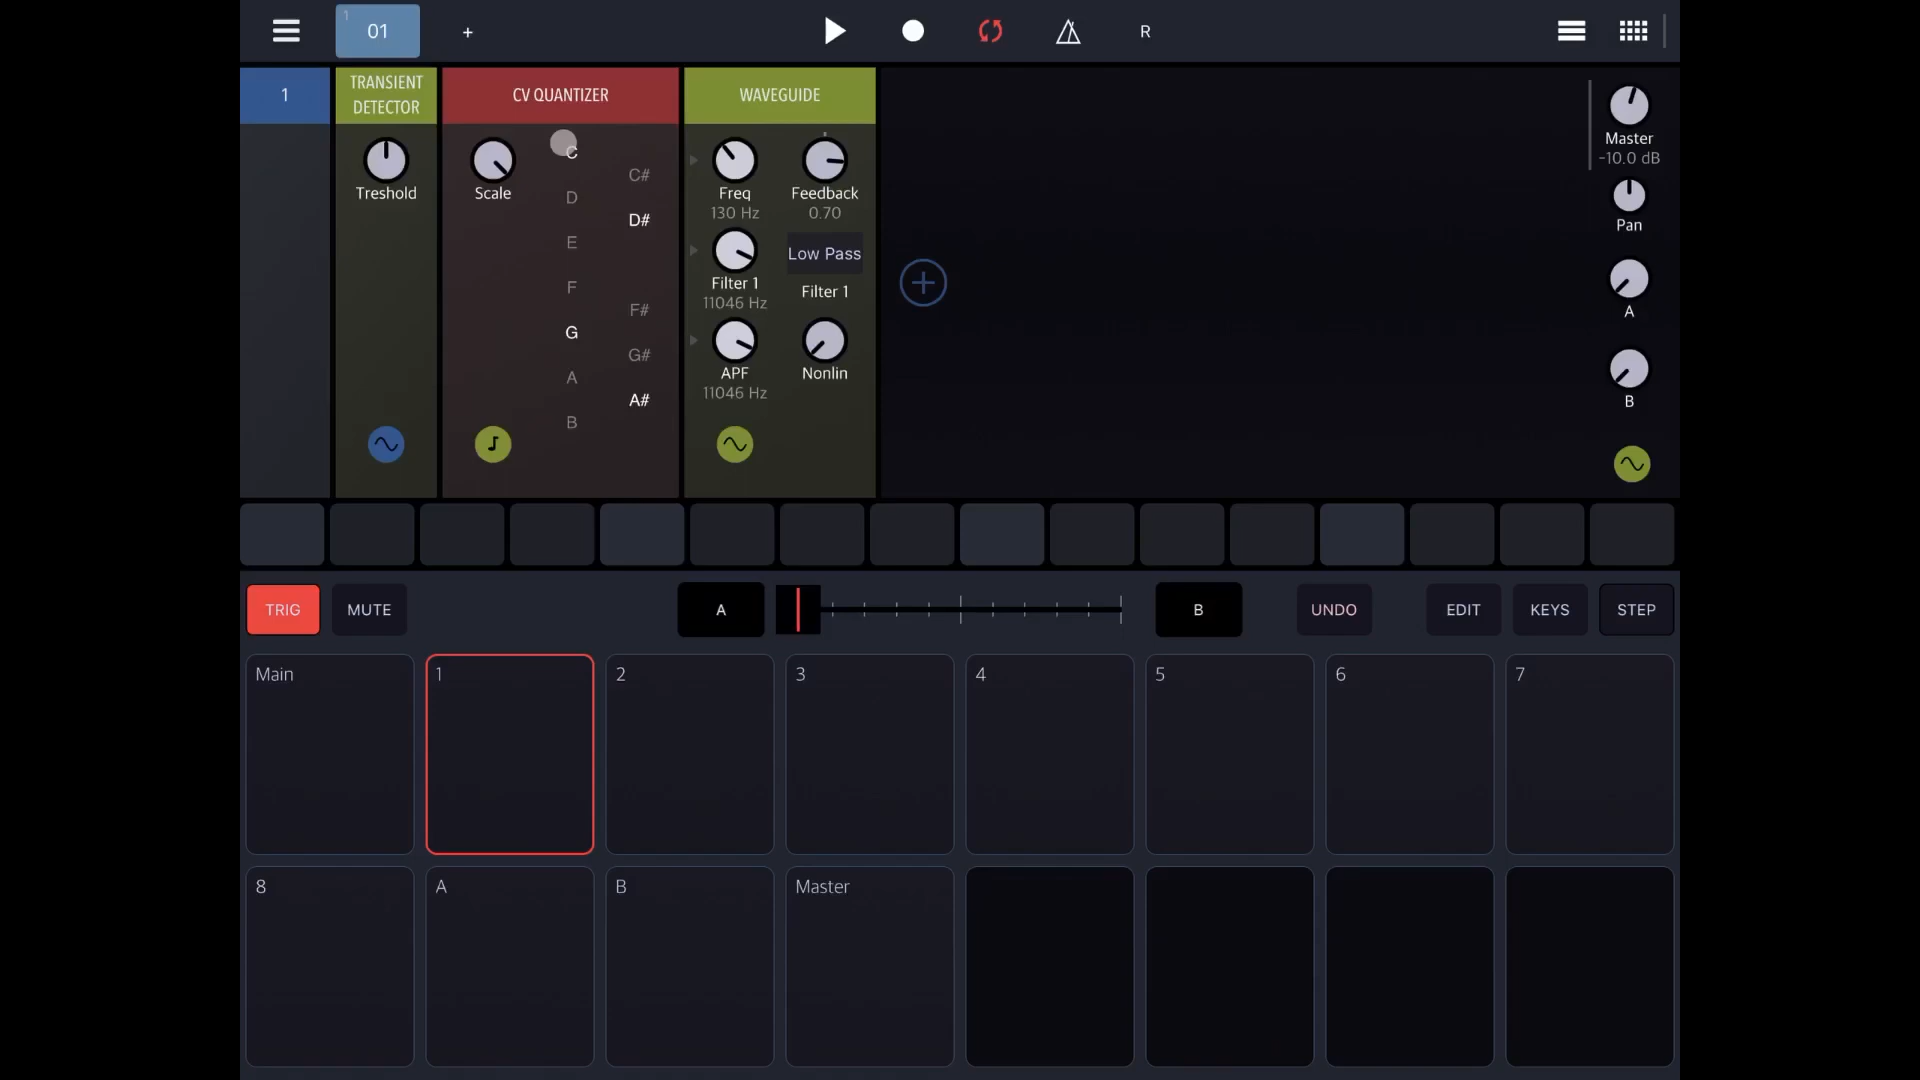 1
01
+
R
1
TRANSIENT
DETECTOR
CV QUANTIZER
WAVEGUIDE
Treshold
Scale
C
C#
D
D#
E
F
F#
G
G#
A
A#
B
Freq
130 Hz
Feedback
0.70
Filter 1
11046 Hz
Low Pass
Filter 1
APF
11046 Hz
Nonlin
Master
-10.0 dB
Pan
A
B
TRIG
MUTE
A
B
UNDO
EDIT
KEYS
STEP
Main
1
2
3
4
5
6
7
8
A
B
Master